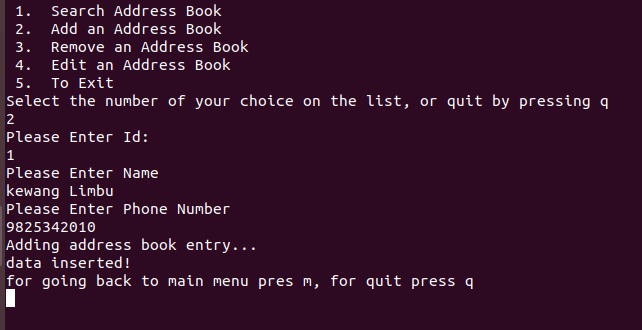 1. Search Address Book
2. Add an Address Book
3. Remove an Address Book
4. Edit an Address Book
5. To Exit
Select the number of your choice on the list, or quit by pressing q
2
Please Enter Id:
1
Please Enter Name
kewang Limbu
Please Enter Phone Number
9825342010
Adding address book entry...
data inserted!
for going back to main menu pres m, for quit press q